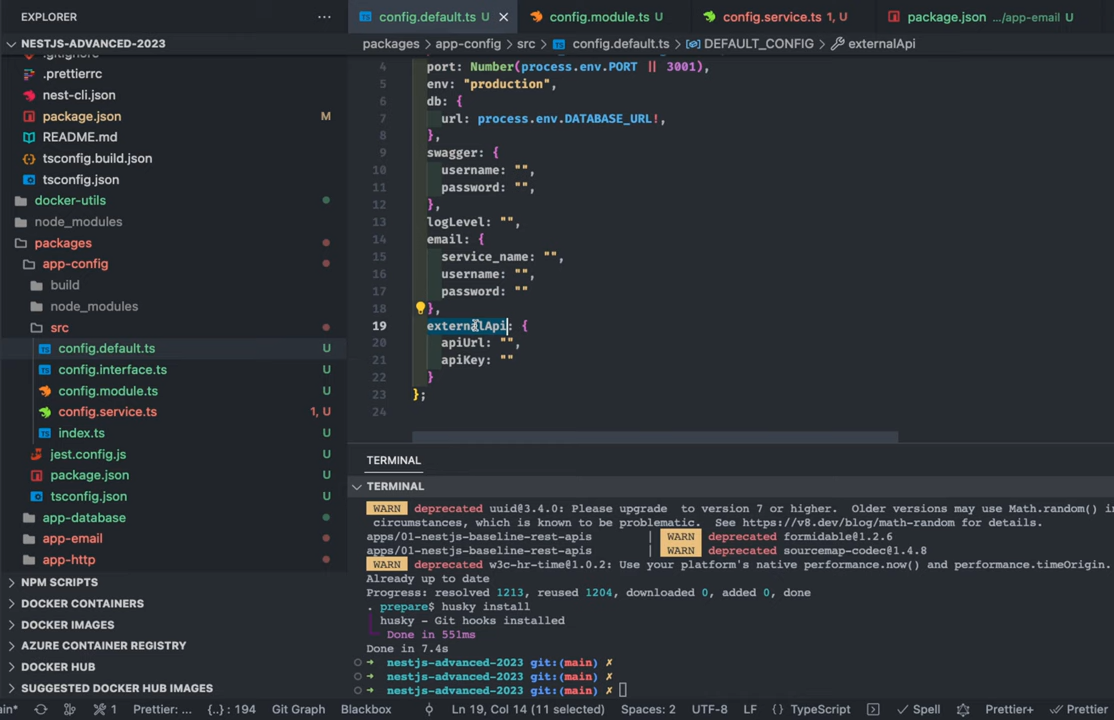 EXPLORER
···
config.default.ts U
config.module.ts U
config.service.ts 1, U
package.json .../app-email U
NESTJS-ADVANCED-2023
packages > app-config > src > config.default.ts > DEFAULT_CONFIG > externalApi
.prettierrc
nest-cli.json
package.json M
README.md
tsconfig.build.json
tsconfig.json
docker-utils
node_modules
packages
app-config
build
node_modules
src
config.default.ts U
config.interface.ts U
config.module.ts U
config.service.ts 1, U
index.ts U
jest.config.js U
package.json U
tsconfig.json U
app-database
app-email
app-http
NPM SCRIPTS
DOCKER CONTAINERS
DOCKER IMAGES
AZURE CONTAINER REGISTRY
DOCKER HUB
SUGGESTED DOCKER HUB IMAGES
4 port: Number(process.env.PORT || 3001),
5 env: "production",
6 db: {
7 url: process.env.DATABASE_URL!,
8 },
9 swagger: {
10 username: "",
11 password: "",
12 },
13 logLevel: "",
14 email: {
15 service_name: "",
16 username: "",
17 password: ""
18 },
19 externalApi: {
20 apiUrl: "",
21 apiKey: ""
22 }
23 };
24
TERMINAL
TERMINAL
WARN deprecated uuid@3.4.0: Please upgrade to version 7 or higher. Older versions may use Math.random() i
circumstances, which is known to be problematic. See https://v8.dev/blog/math-random for details.
apps/01-nestjs-baseline-rest-apis | WARN deprecated formidable@1.2.6
apps/01-nestjs-baseline-rest-apis | WARN deprecated sourcemap-codec@1.4.8
WARN deprecated w3c-hr-time@1.0.2: Use your platform's native performance.now() and performance.timeOrigin.
Already up to date
Progress: resolved 1213, reused 1204, downloaded 0, added 0, done
. prepare$ husky install
husky - Git hooks installed
Done in 551ms
Done in 7.4s
➜ nestjs-advanced-2023 git:(main) ✗
➜ nestjs-advanced-2023 git:(main) ✗
➜ nestjs-advanced-2023 git:(main) ✗
ain* 1 Prettier: ... {..} : 194 Git Graph Blackbox Ln 19, Col 14 (11 selected) Spaces: 2 UTF-8 LF {} TypeScript Spell Prettier+ Prettier